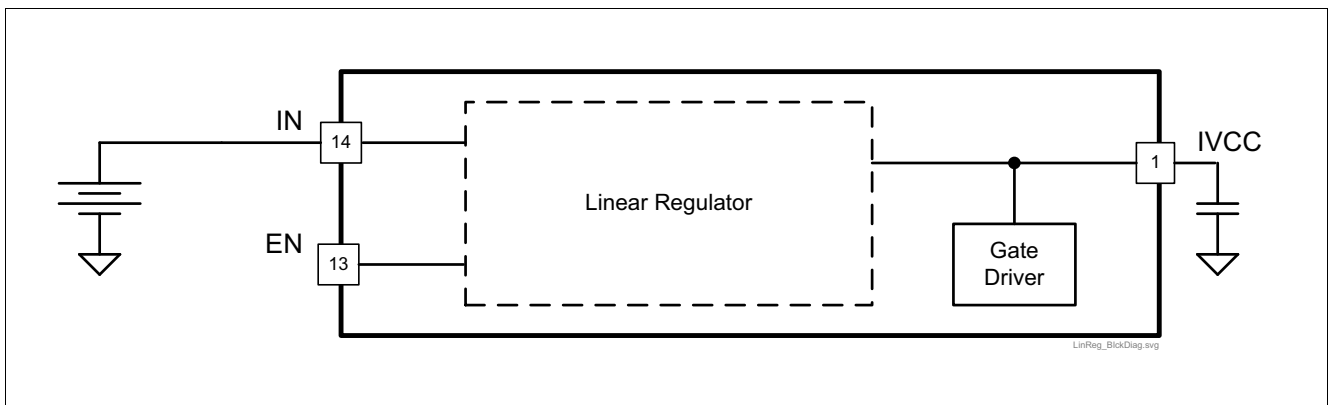 IN
14
EN
13
Linear Regulator
Gate
Driver
1
IVCC
LinReg_BlckDiag.svg